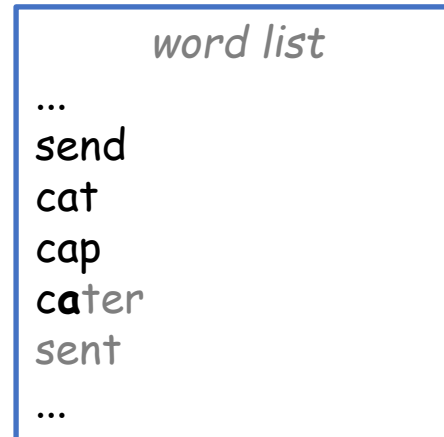 word list
...
send
cat
cap
cater
sent
...